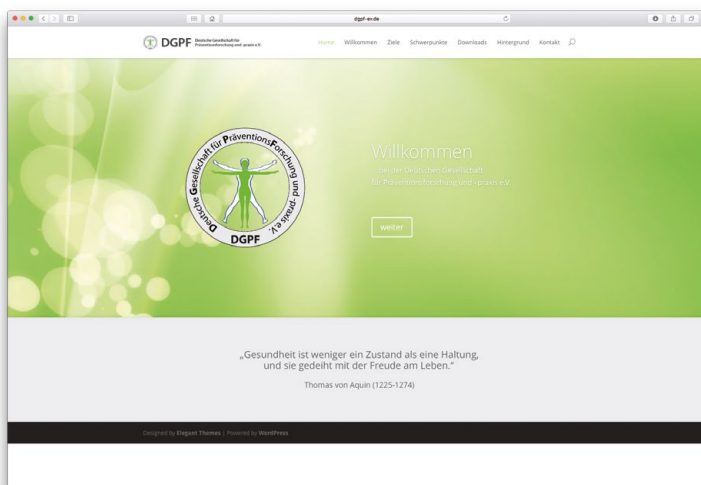 dgpf-ev.de
DGPF Deutsche Gesellschaft für
Präventionsforschung und -praxis e.V.
Home Willkommen Ziele Schwerpunkte Downloads Hintergrund Kontakt
Deutsche Gesellschaft für PräventionsForschung und -praxis e.V.
DGPF
Willkommen
bei der Deutschen Gesellschaft
für Präventionsforschung und -praxis e.V.
weiter
„Gesundheit ist weniger ein Zustand als eine Haltung,
und sie gedeiht mit der Freude am Leben.“
Thomas von Aquin (1225-1274)
Designed by Elegant Themes | Powered by WordPress